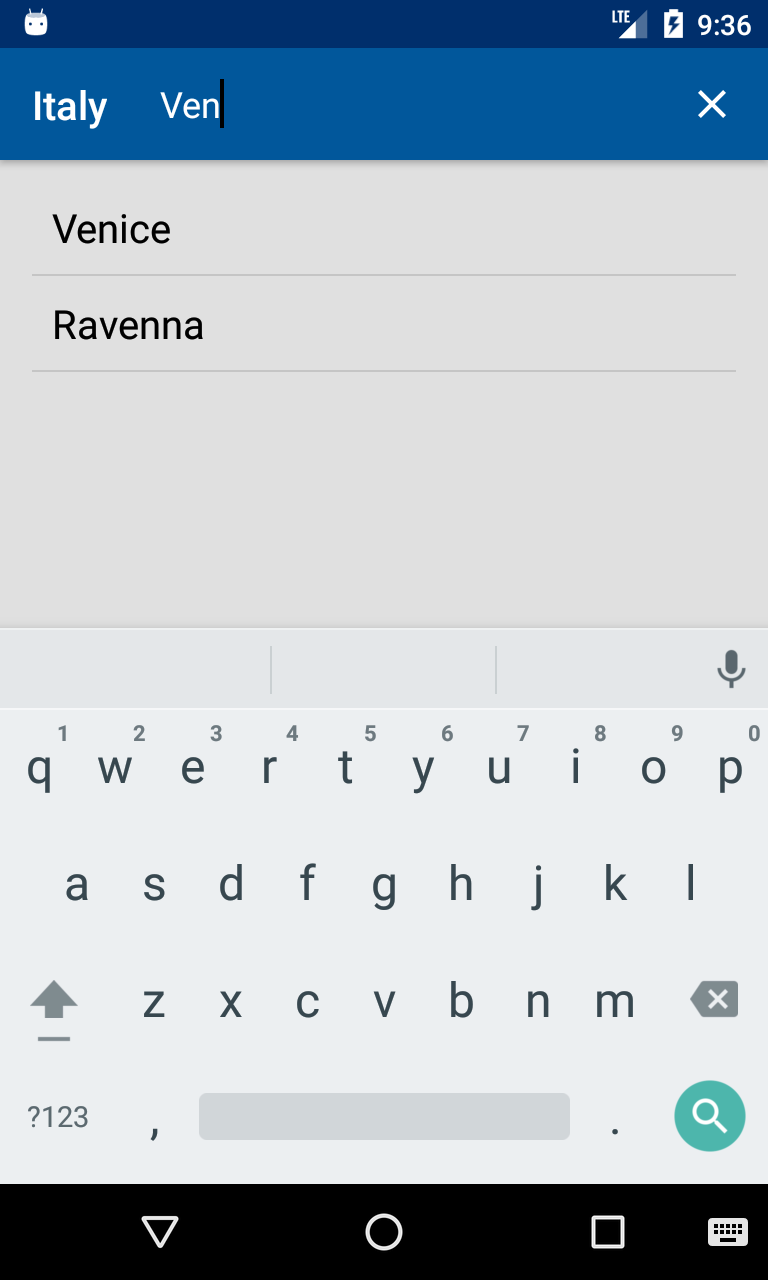 LTE 9:36
Italy Ven
Venice
Ravenna
1 2 3 4 5 6 7 8 9 0
q w e r t y u i o p
a s d f g h j k l
z x c v b n m
?123 , .